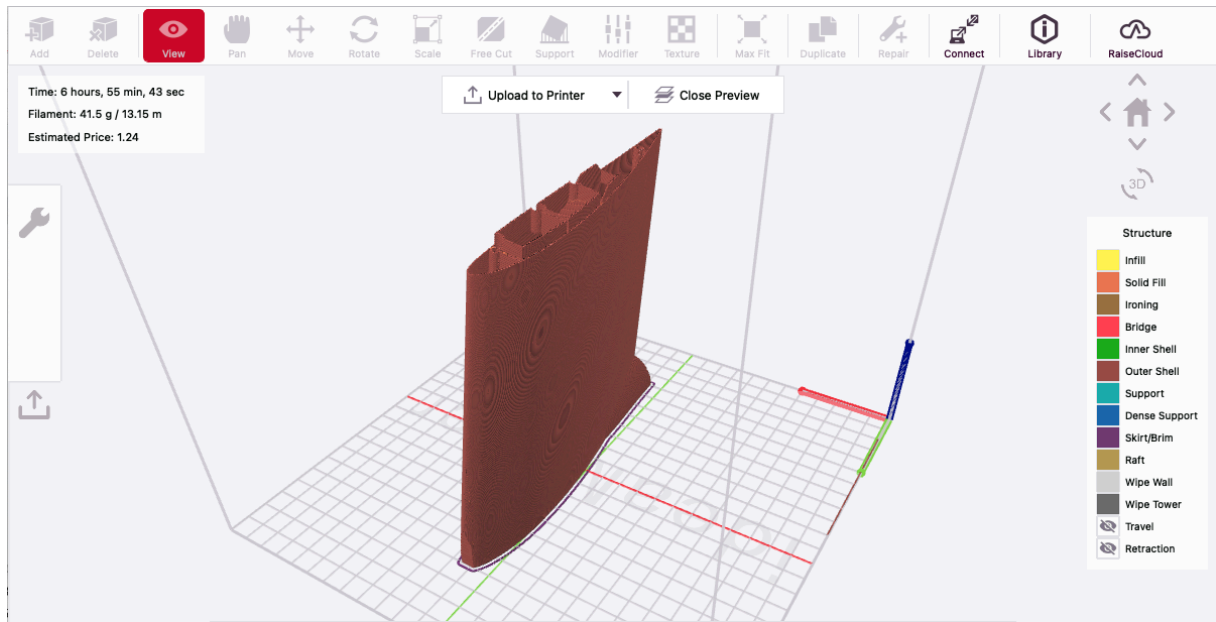 Add
Delete
View
Pan
Move
Rotate
Scale
Free Cut
Support
Modifier
Texture
Max Fit
Duplicate
Repair
Connect
Library
RaiseCloud
Time: 6 hours, 55 min, 43 sec
Filament: 41.5 g / 13.15 m
Estimated Price: 1.24
Upload to Printer
Close Preview
3D
Structure
Infill
Solid Fill
Ironing
Bridge
Inner Shell
Outer Shell
Support
Dense Support
Skirt/Brim
Raft
Wipe Wall
Wipe Tower
Travel
Retraction